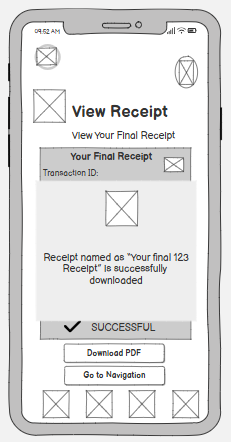 09:52 AM
View Receipt
View Your Final Receipt
Your Final Receipt
Transaction ID:
Receipt named as "Your final 123
Receipt" is successfully
downloaded
SUCCESSFUL
Download PDF
Go to Navigation